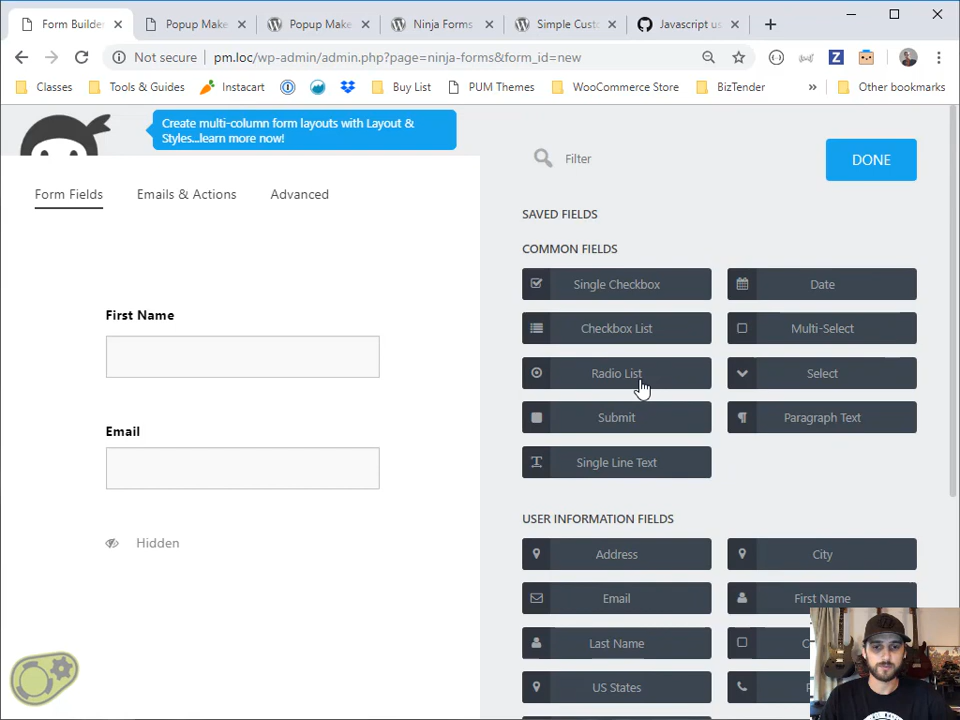 Form Builder
Popup Make
Popup Make
Ninja Forms
Simple Cust
Javascript us
Not secure
pm.loc/wp-admin/admin.php?page=ninja-forms&form_id=new
Classes
Tools & Guides
Instacart
Buy List
PUM Themes
WooCommerce Store
BizTender
»
Other bookmarks
Create multi-column form layouts with Layout &
Styles...learn more now!
Filter
DONE
Form Fields
Emails & Actions
Advanced
SAVED FIELDS
COMMON FIELDS
Single Checkbox
Date
Checkbox List
Multi-Select
Radio List
Select
Submit
Paragraph Text
Single Line Text
First Name
Email
Hidden
USER INFORMATION FIELDS
Address
City
Email
First Name
Last Name
US States